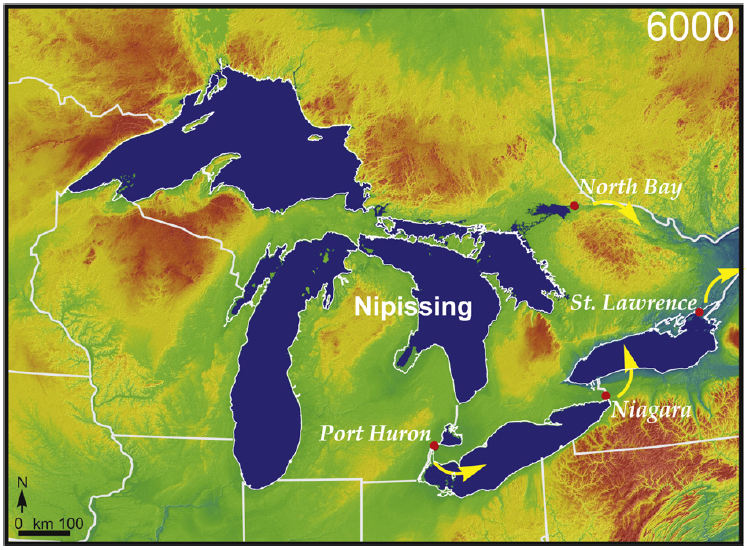 6000
North Bay
Nipissing
St. Lawrence
Niagara
Port Huron
N
0 km 100